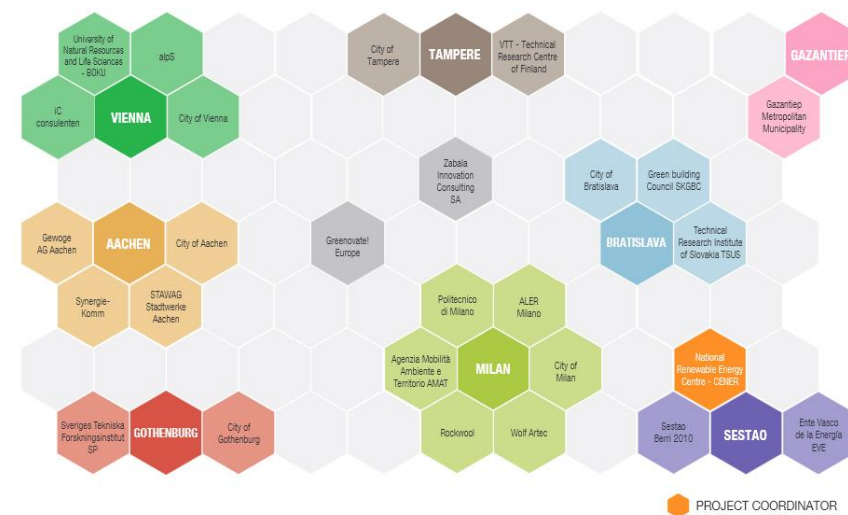 University of
Natural Resources
and Life Sciences
- BOKU
alpS
City of
Tampere
TAMPERE
VTT - Technical
Research Centre
of Finland
GAZANTIEP
iC
consulenten
VIENNA
City of Vienna
Gazantiep
Metropolitan
Municipality
Zabala
Innovation
Consulting
SA
City of
Bratislava
Green building
Council SKGBC
Gewoge
AG Aachen
AACHEN
City of Aachen
Greenovate!
Europe
BRATISLAVA
Technical
Research Institute
of Slovakia TSUS
Synergie-
Komm
STAWAG
Stadtwerke
Aachen
Politecnico
di Milano
ALER
Milano
Agenzia Mobilità
Ambiente e
Territorio AMAT
MILAN
City of
Milan
National
Renewable Energy
Centre - CENER
Sveriges Tekniska
Forskningsinstitut
SP
GOTHENBURG
City of
Gothenburg
Rockwool
Wolf Artec
Sestao
Berri 2010
SESTAO
Ente Vasco
de la Energía
EVE
PROJECT COORDINATOR